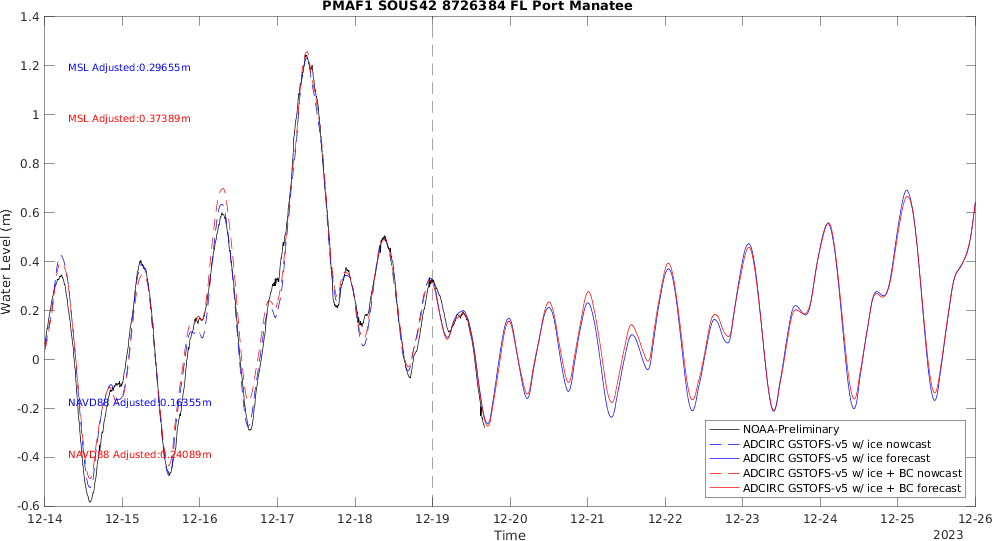 PMAF1 SOUS42 8726384 FL Port Manatee
1.4
1.2
1
0.8
0.6
0.4
0.2
0
-0.2
-0.4
-0.6
Water Level (m)
MSL Adjusted:0.29655m
MSL Adjusted:0.37389m
NAVD88 Adjusted:0.16355m
NAVD88 Adjusted:0.24089m
NOAA-Preliminary
ADCIRC GSTOFS-v5 w/ ice nowcast
ADCIRC GSTOFS-v5 w/ ice forecast
ADCIRC GSTOFS-v5 w/ ice + BC nowcast
ADCIRC GSTOFS-v5 w/ ice + BC forecast
12-14 12-15 12-16 12-17 12-18 12-19 12-20 12-21 12-22 12-23 12-24 12-25 12-26
Time
2023